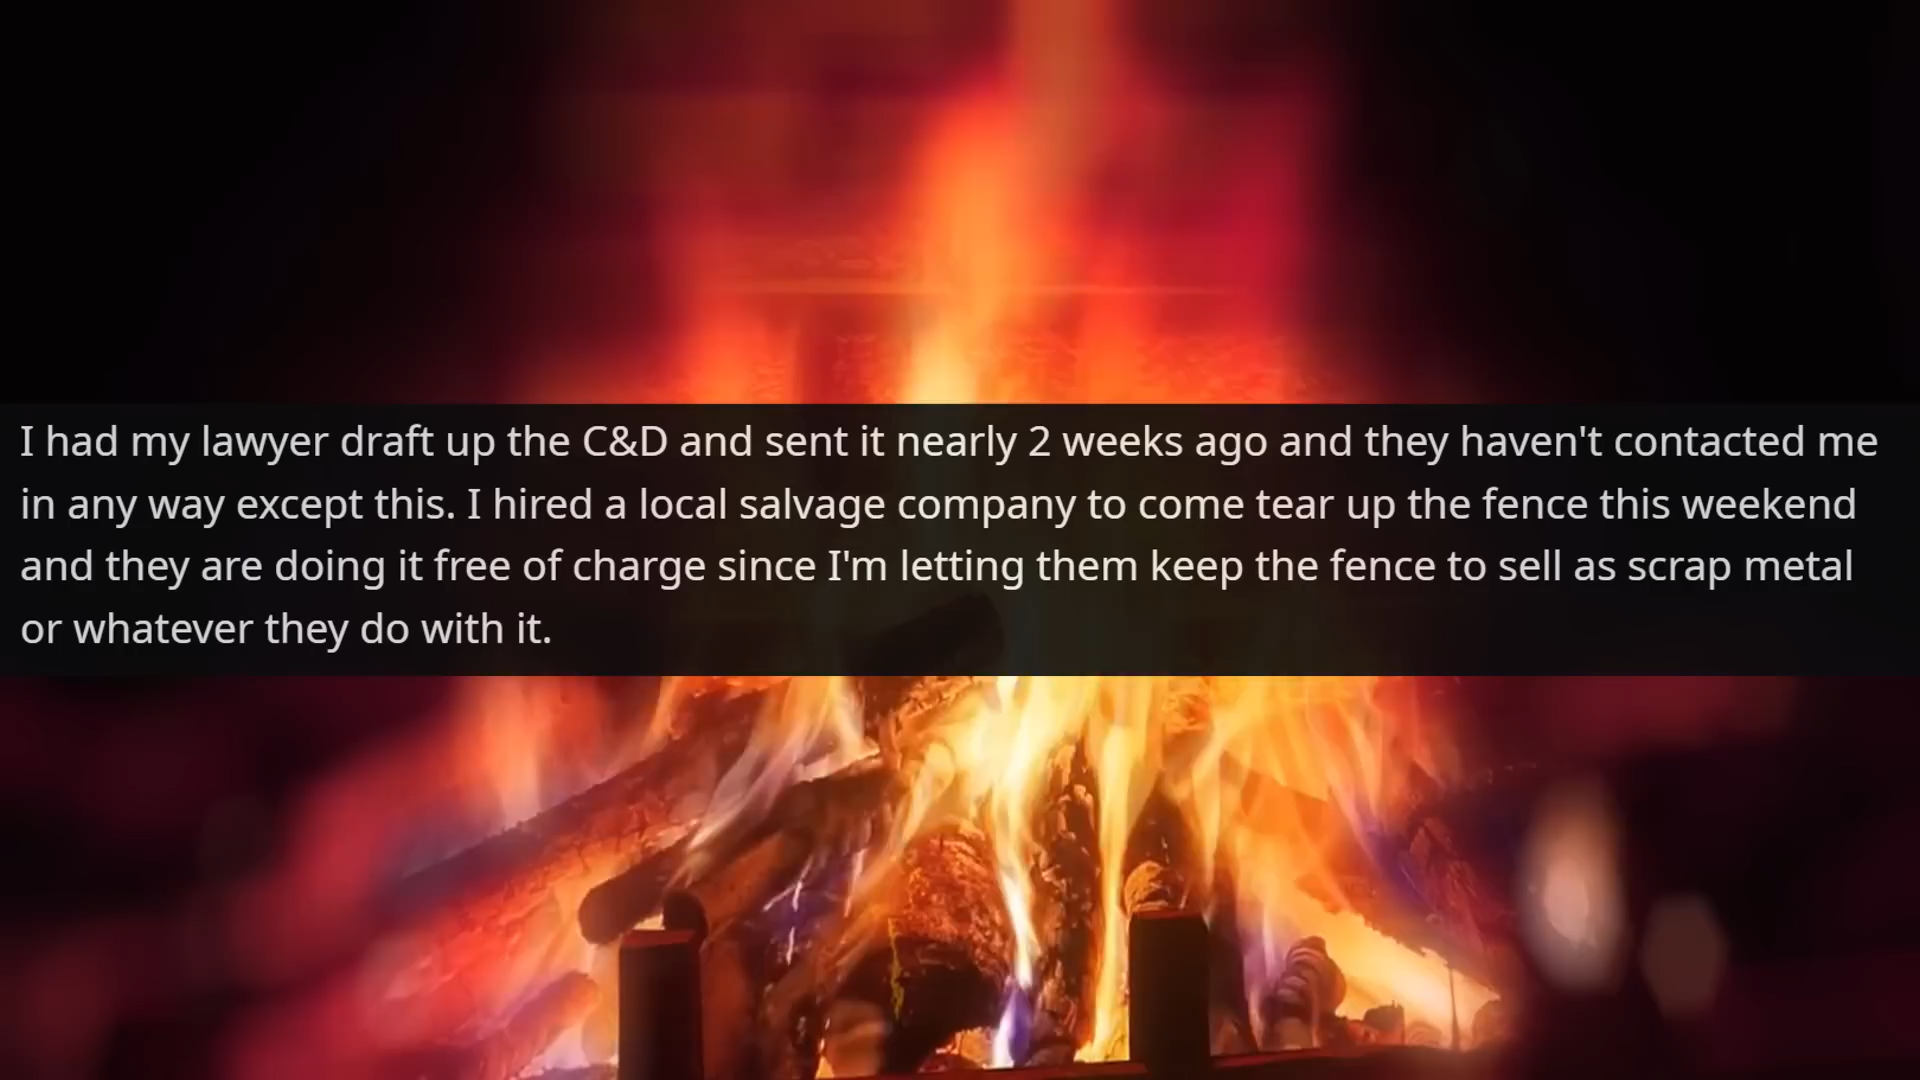 I had my lawyer draft up the C&D and sent it nearly 2 weeks ago and they haven't contacted me
in any way except this. I hired a local salvage company to come tear up the fence this weekend
and they are doing it free of charge since I'm letting them keep the fence to sell as scrap metal
or whatever they do with it.